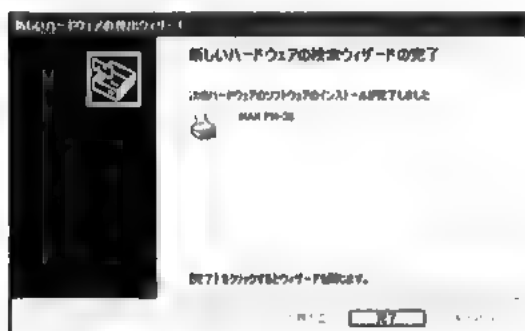 新しいハードウェアの検出ウィザード
新しいハードウェアの検索ウィザードの完了
次のハードウェアのソフトウェアのインストールが完了しました
MAX PM-36
[完了]をクリックするとウィザードを閉じます。
完了